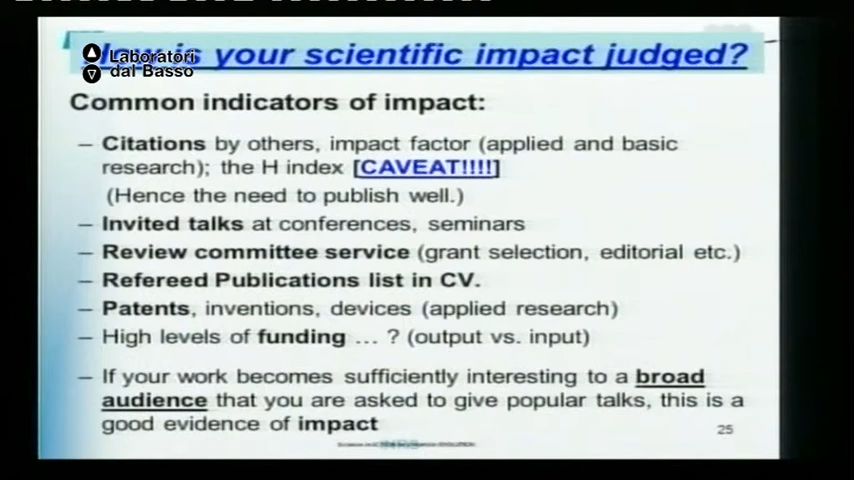 How is your scientific impact judged?
Laboratori
dal Basso
Common indicators of impact:
– Citations by others, impact factor (applied and basic
research); the H index [CAVEAT!!!!]
(Hence the need to publish well.)
– Invited talks at conferences, seminars
– Review committee service (grant selection, editorial etc.)
– Refereed Publications list in CV.
– Patents, inventions, devices (applied research)
– High levels of funding … ? (output vs. input)
– If your work becomes sufficiently interesting to a broad
audience that you are asked to give popular talks, this is a
good evidence of impact
25